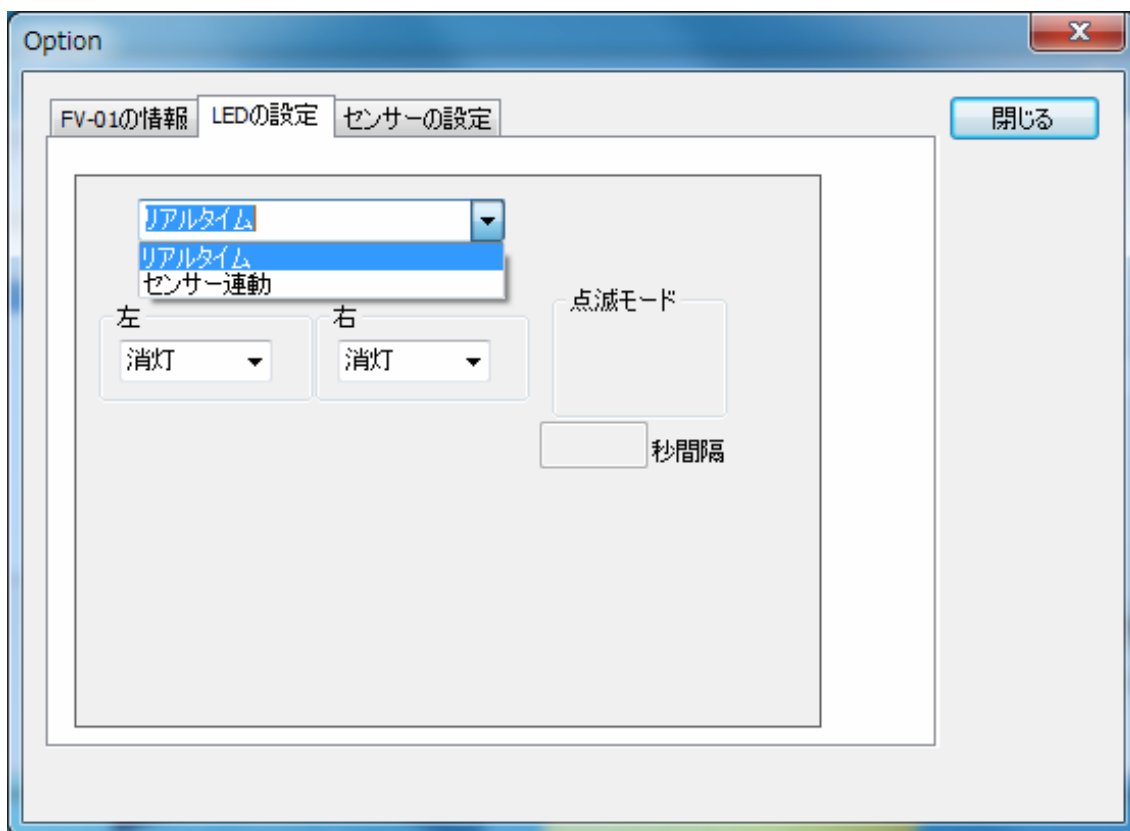 Option
FV-01の情報 LEDの設定 センサーの設定
閉じる
リアルタイム
リアルタイム
センサー連動
左 右 点滅モード
消灯 消灯
秒間隔